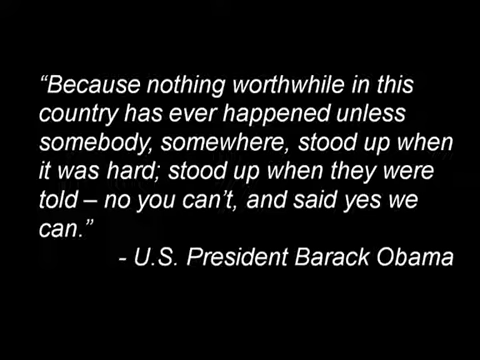 “Because nothing worthwhile in this
country has ever happened unless
somebody, somewhere, stood up when
it was hard; stood up when they were
told – no you can’t, and said yes we
can.”
- U.S. President Barack Obama